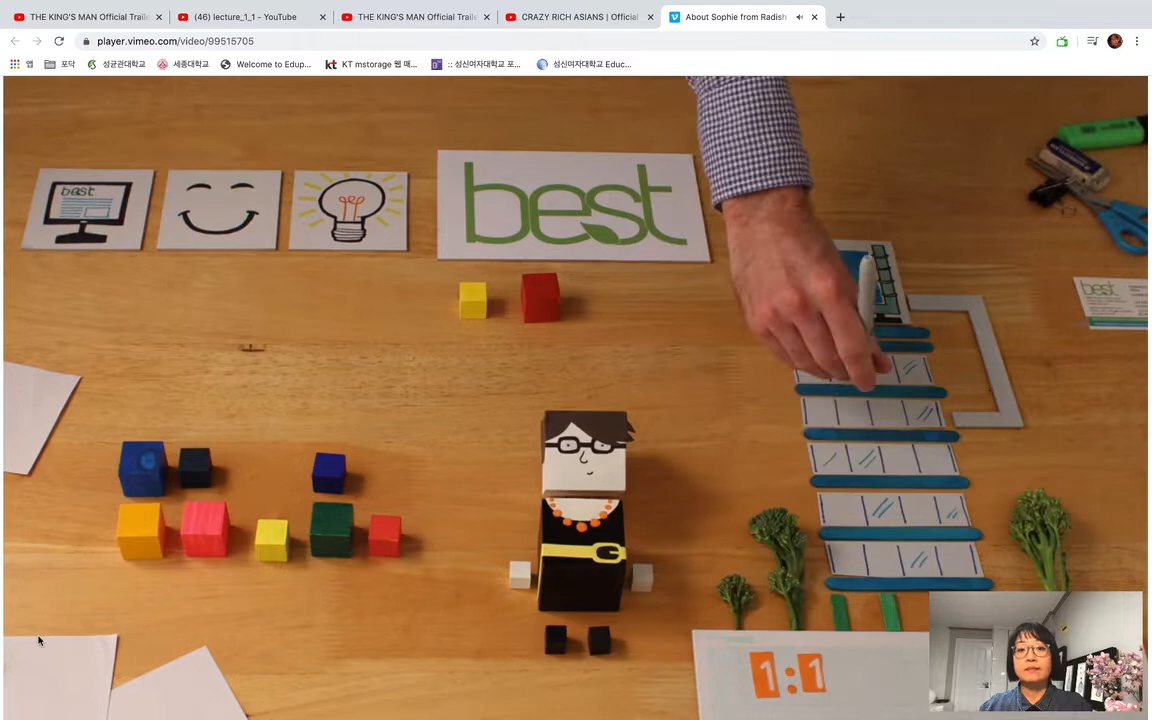 THE KING'S MAN Official Traile
(46) lecture_1_1 - YouTube
THE KING'S MAN Official Traile
CRAZY RICH ASIANS | Official
About Sophie from Radish
player.vimeo.com/video/99515705
앱
포닥
성균관대학교
세종대학교
Welcome to Edup...
KT mstorage 웹 매...
:: 성신여자대학교 포...
성신여자대학교 Educ...
best
best
best
1:1